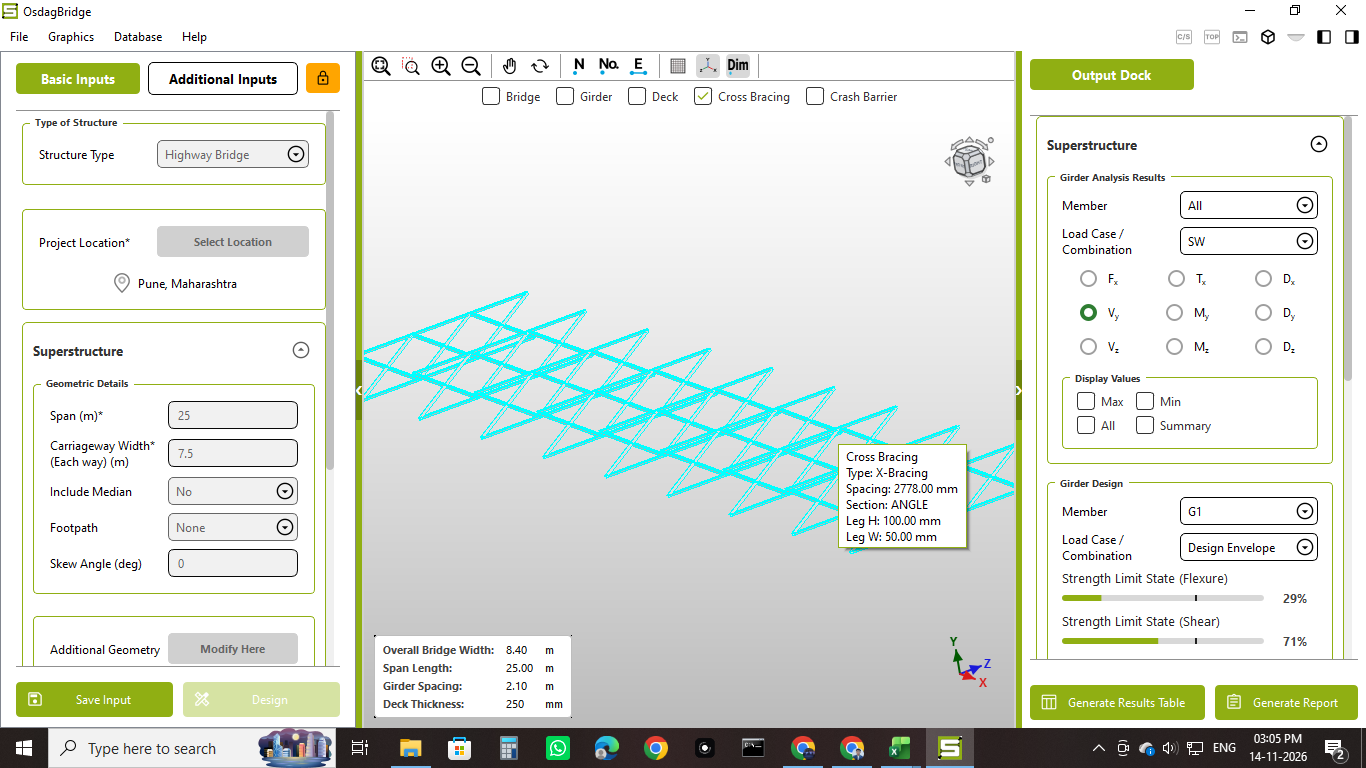 OsdagBridge
File Graphics Database Help
C/S TOP
Basic Inputs Additional Inputs
Type of Structure
Structure Type Highway Bridge
Project Location* Select Location
Pune, Maharashtra
Superstructure
Geometric Details
Span (m)* 25
Carriageway Width*
(Each way) (m) 7.5
Include Median No
Footpath None
Skew Angle (deg) 0
Additional Geometry Modify Here
Save Input Design
N No. E Dim
Bridge Girder Deck Cross Bracing Crash Barrier
Cross Bracing
Type: X-Bracing
Spacing: 2778.00 mm
Section: ANGLE
Leg H: 100.00 mm
Leg W: 50.00 mm
Overall Bridge Width: 8.40 m
Span Length: 25.00 m
Girder Spacing: 2.10 m
Deck Thickness: 250 mm
Y
Z
X
Output Dock
Superstructure
Girder Analysis Results
Member All
Load Case /
Combination SW
Fx Tx Dx
Vy My Dy
Vz Mz Dz
Display Values
Max Min
All Summary
Girder Design
Member G1
Load Case /
Combination Design Envelope
Strength Limit State (Flexure)
29%
Strength Limit State (Shear)
71%
Generate Results Table Generate Report
Type here to search
ENG
03:05 PM
14-11-2026
2